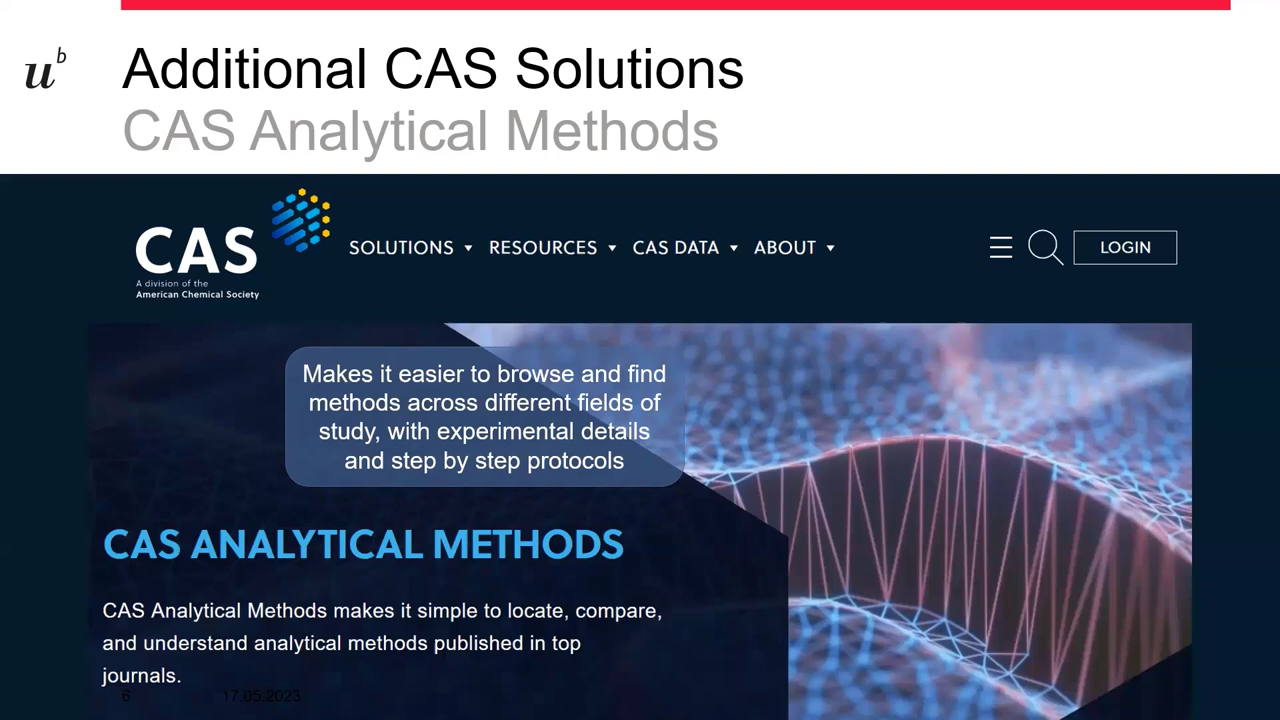 u^b
Additional CAS Solutions
CAS Analytical Methods
CAS
A division of the
American Chemical Society
SOLUTIONS
RESOURCES
CAS DATA
ABOUT
LOGIN
Makes it easier to browse and find
methods across different fields of
study, with experimental details
and step by step protocols
CAS ANALYTICAL METHODS
CAS Analytical Methods makes it simple to locate, compare,
and understand analytical methods published in top
journals.
6 17.05.2023